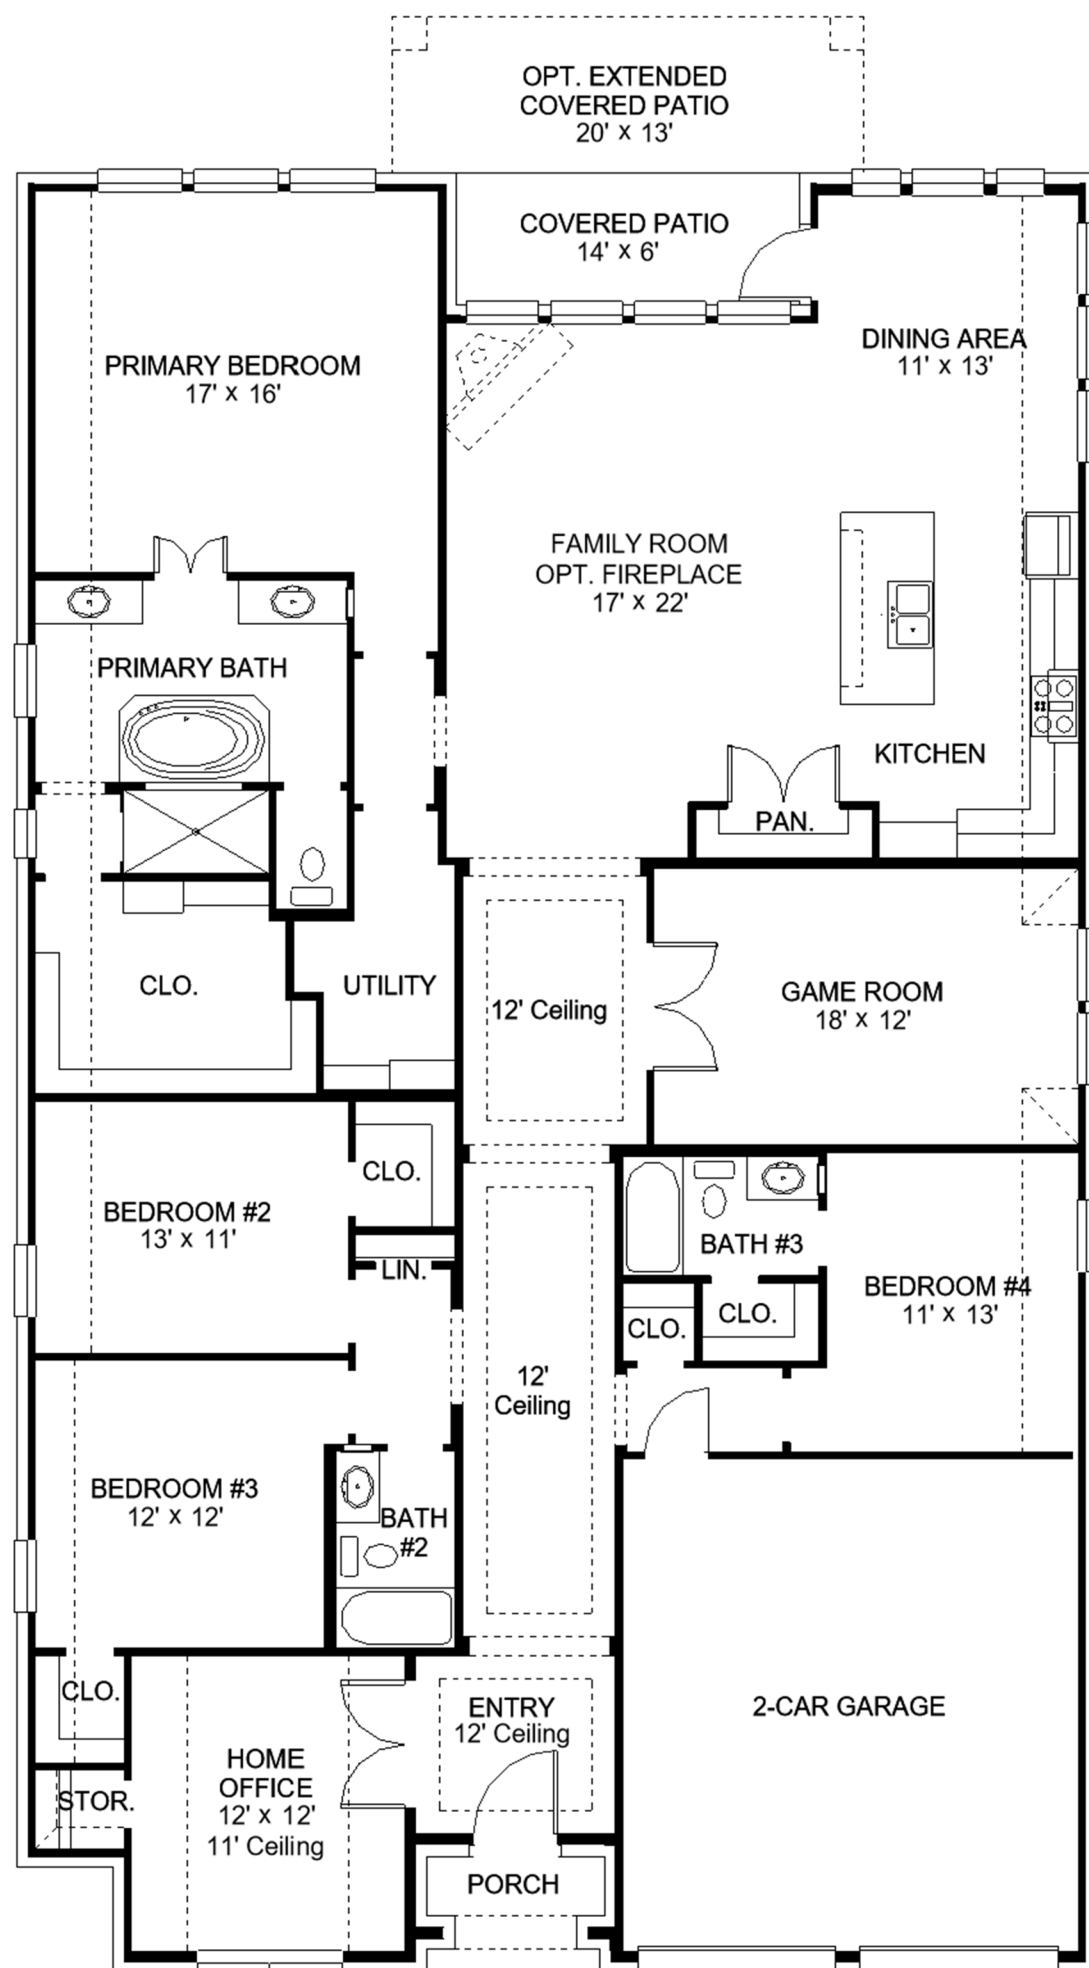 OPT. EXTENDED
COVERED PATIO
20' x 13'
COVERED PATIO
14' x 6'
DINING AREA
11' x 13'
PRIMARY BEDROOM
17' x 16'
FAMILY ROOM
OPT. FIREPLACE
17' x 22'
PRIMARY BATH
KITCHEN
PAN.
CLO.
UTILITY
12' Ceiling
GAME ROOM
18' x 12'
CLO.
BEDROOM #2
13' x 11'
LIN.
BATH #3
BEDROOM #4
11' x 13'
CLO.
CLO.
12'
Ceiling
BEDROOM #3
12' x 12'
BATH
#2
CLO.
ENTRY
12' Ceiling
2-CAR GARAGE
HOME
OFFICE
12' x 12'
11' Ceiling
STOR.
PORCH